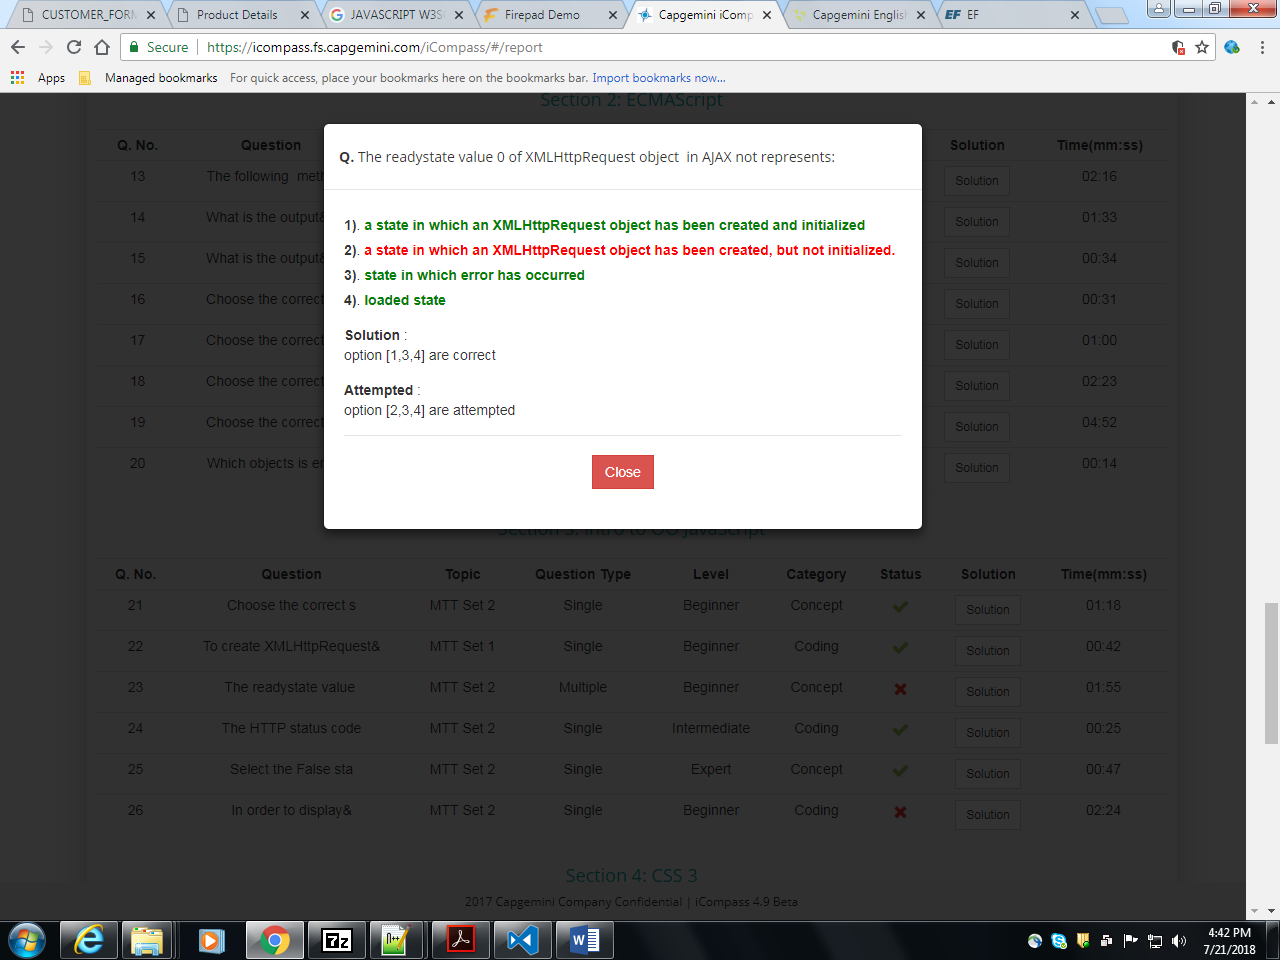 CUSTOMER_FORM
Product Details
JAVASCRIPT W3S
Firepad Demo
Capgemini iComp
Capgemini English
EF EF
Secure https://icompass.fs.capgemini.com/iCompass/#/report
Apps Managed bookmarks For quick access, place your bookmarks here on the bookmarks bar. Import bookmarks now...
Section 2: ECMAScript
Q. No. Question Solution Time(mm:ss)
13 The following met Solution 02:16
14 What is the output& Solution 01:33
15 What is the output& Solution 00:34
16 Choose the correct Solution 00:31
17 Choose the correct Solution 01:00
18 Choose the correct Solution 02:23
19 Choose the correct Solution 04:52
20 Which objects is er Solution 00:14
Q. The readystate value 0 of XMLHttpRequest object in AJAX not represents:
1). a state in which an XMLHttpRequest object has been created and initialized
2). a state in which an XMLHttpRequest object has been created, but not initialized.
3). state in which error has occurred
4). loaded state
Solution :
option [1,3,4] are correct
Attempted :
option [2,3,4] are attempted
Close
Section 3: Intro to OO JavaScript
Q. No. Question Topic Question Type Level Category Status Solution Time(mm:ss)
21 Choose the correct s MTT Set 2 Single Beginner Concept Solution 01:18
22 To create XMLHttpRequest& MTT Set 1 Single Beginner Coding Solution 00:42
23 The readystate value MTT Set 2 Multiple Beginner Concept Solution 01:55
24 The HTTP status code MTT Set 2 Single Intermediate Coding Solution 00:25
25 Select the False sta MTT Set 2 Single Expert Concept Solution 00:47
26 In order to display& MTT Set 2 Single Beginner Coding Solution 02:24
Section 4: CSS 3
2017 Capgemini Company Confidential | iCompass 4.9 Beta
7z
4:42 PM
7/21/2018